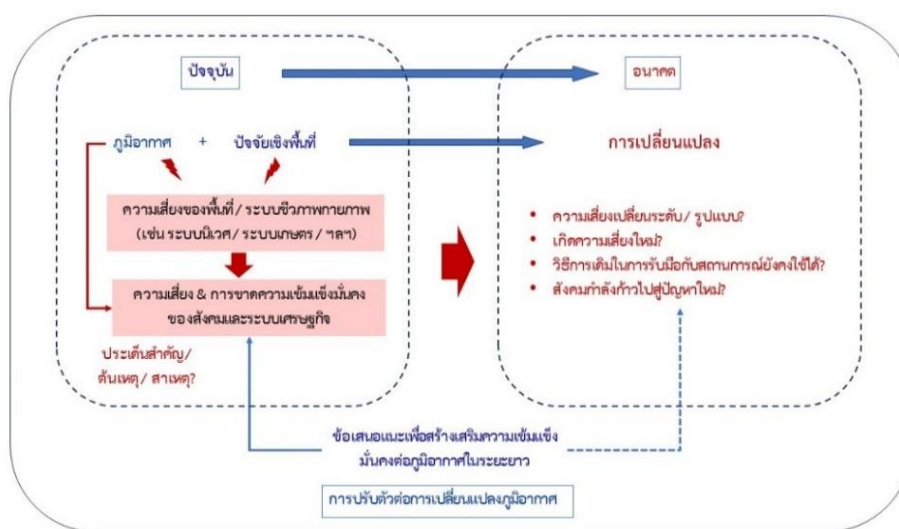 ปัจจุบัน
อนาคต
ภูมิอากาศ + ปัจจัยเชิงพื้นที่
การเปลี่ยนแปลง
ความเสี่ยงของพื้นที่/ ระบบชีวภาพกายภาพ
(เช่น ระบบนิเวศ/ ระบบเกษตร / ฯลฯ)
ความเสี่ยง & การขาดความเข้มแข็งมั่นคง
ของสังคมและระบบเศรษฐกิจ
ประเด็นสำคัญ/
ต้นเหตุ/ สาเหตุ?
• ความเสี่ยงเปลี่ยนระดับ/ รูปแบบ?
• เกิดความเสี่ยงใหม่?
• วิธีการเดิมในการรับมือกับสถานการณ์ยังคงใช้ได้?
• สังคมกำลังก้าวไปสู่ปัญหาใหม่?
ข้อเสนอแนะเพื่อสร้างเสริมความเข้มแข็ง
มั่นคงต่อภูมิอากาศในระยะยาว
การปรับตัวต่อการเปลี่ยนแปลงภูมิอากาศ